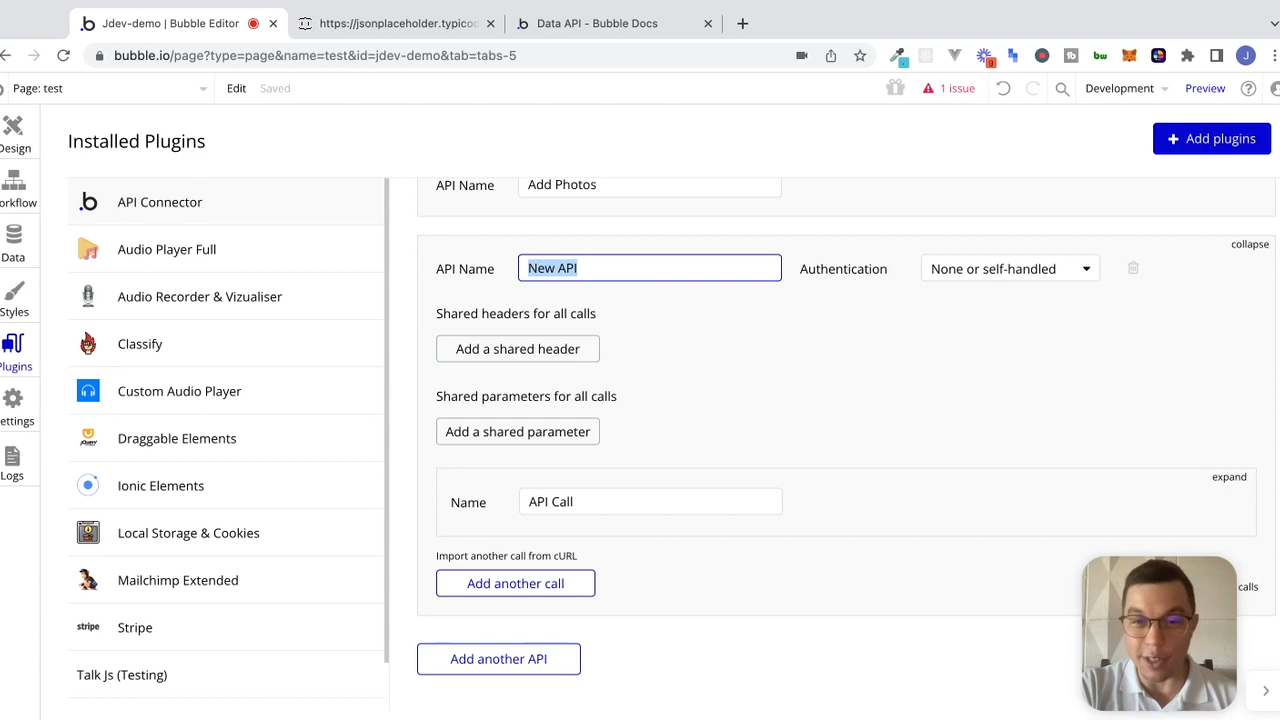 Jdev-demo | Bubble Editor
https://jsonplaceholder.typico
Data API - Bubble Docs
bubble.io/page?type=page&name=test&id=jdev-demo&tab=tabs-5
J
Page: test
Edit
Saved
1 issue
Development
Preview
Design
orkflow
Data
Styles
Plugins
ettings
Logs
Installed Plugins
Add plugins
API Connector
Audio Player Full
Audio Recorder & Vizualiser
Classify
Custom Audio Player
Draggable Elements
Ionic Elements
Local Storage & Cookies
Mailchimp Extended
stripe
Stripe
Talk Js (Testing)
API Name
Add Photos
collapse
API Name
New API
Authentication
None or self-handled
Shared headers for all calls
Add a shared header
Shared parameters for all calls
Add a shared parameter
expand
Name
API Call
Import another call from cURL
Add another call
calls
Add another API